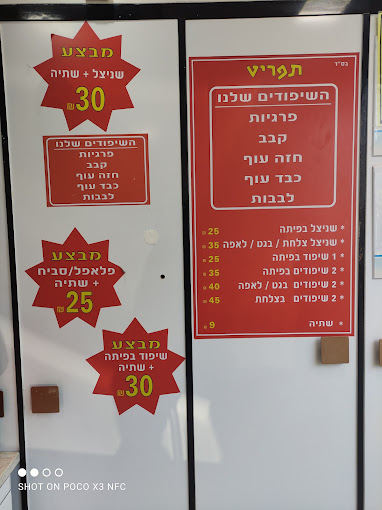 מבצע
שניצל + שתיה
30 ₪
השיפודים שלנו
פרגיות
קבב
חזה עוף
כבד עוף
לבבות
מבצע
פלאפל/סביח
+ שתיה
25 ₪
מבצע
שיפוד בפיתה
+ שתיה
30 ₪
בס"ד
תפריט
השיפודים שלנו
פרגיות
קבב
חזה עוף
כבד עוף
לבבות
* שניצל בפיתה 25 ₪
* שניצל צלחת / בגט / לאפה 35 ₪
* 1 שיפוד בפיתה 25 ₪
* 2 שיפודים בפיתה 35 ₪
* 2 שיפודים בגט / לאפה 40 ₪
* 2 שיפודים בצלחת 45 ₪
* שתיה 9 ₪
SHOT ON POCO X3 NFC